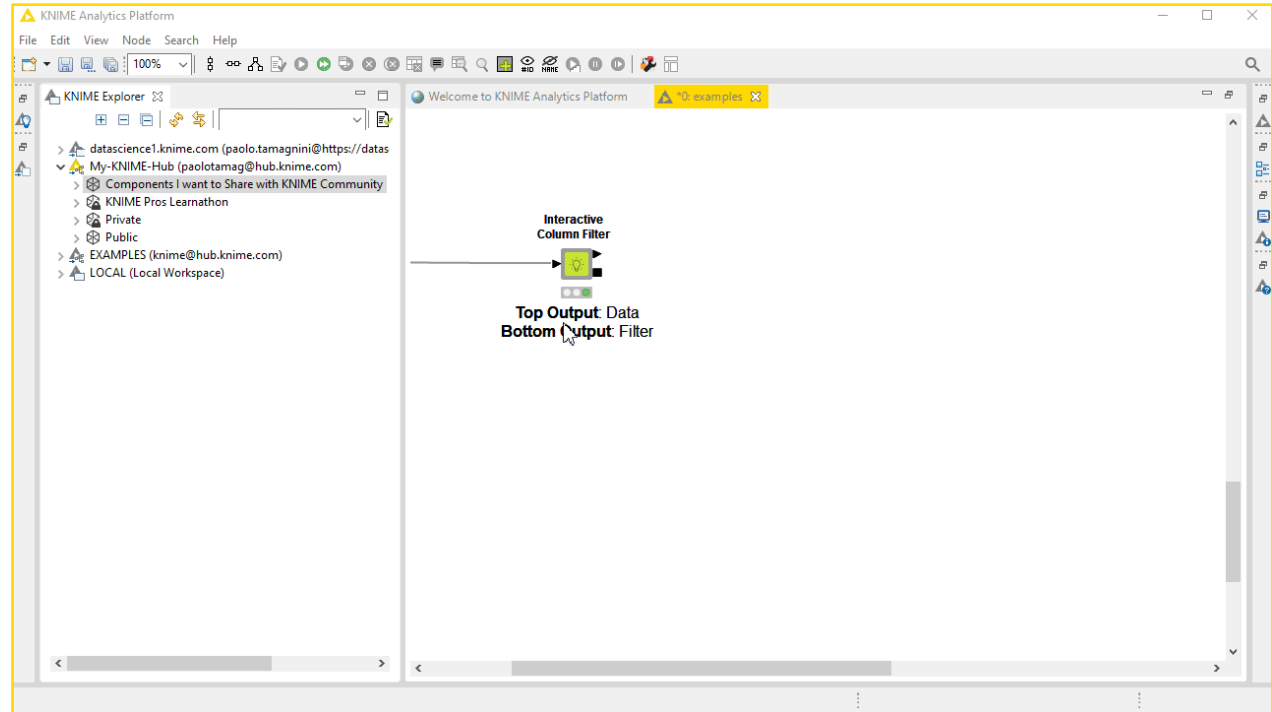 KNIME Analytics Platform
File Edit View Node Search Help
100%
KNIME Explorer
Welcome to KNIME Analytics Platform
*0: examples
datascience1.knime.com (paolo.tamagnini@https://datas
My-KNIME-Hub (paolotamag@hub.knime.com)
Components I want to Share with KNIME Community
KNIME Pros Learnathon
Private
Public
EXAMPLES (knime@hub.knime.com)
LOCAL (Local Workspace)
Interactive
Column Filter
Top Output: Data
Bottom Output: Filter